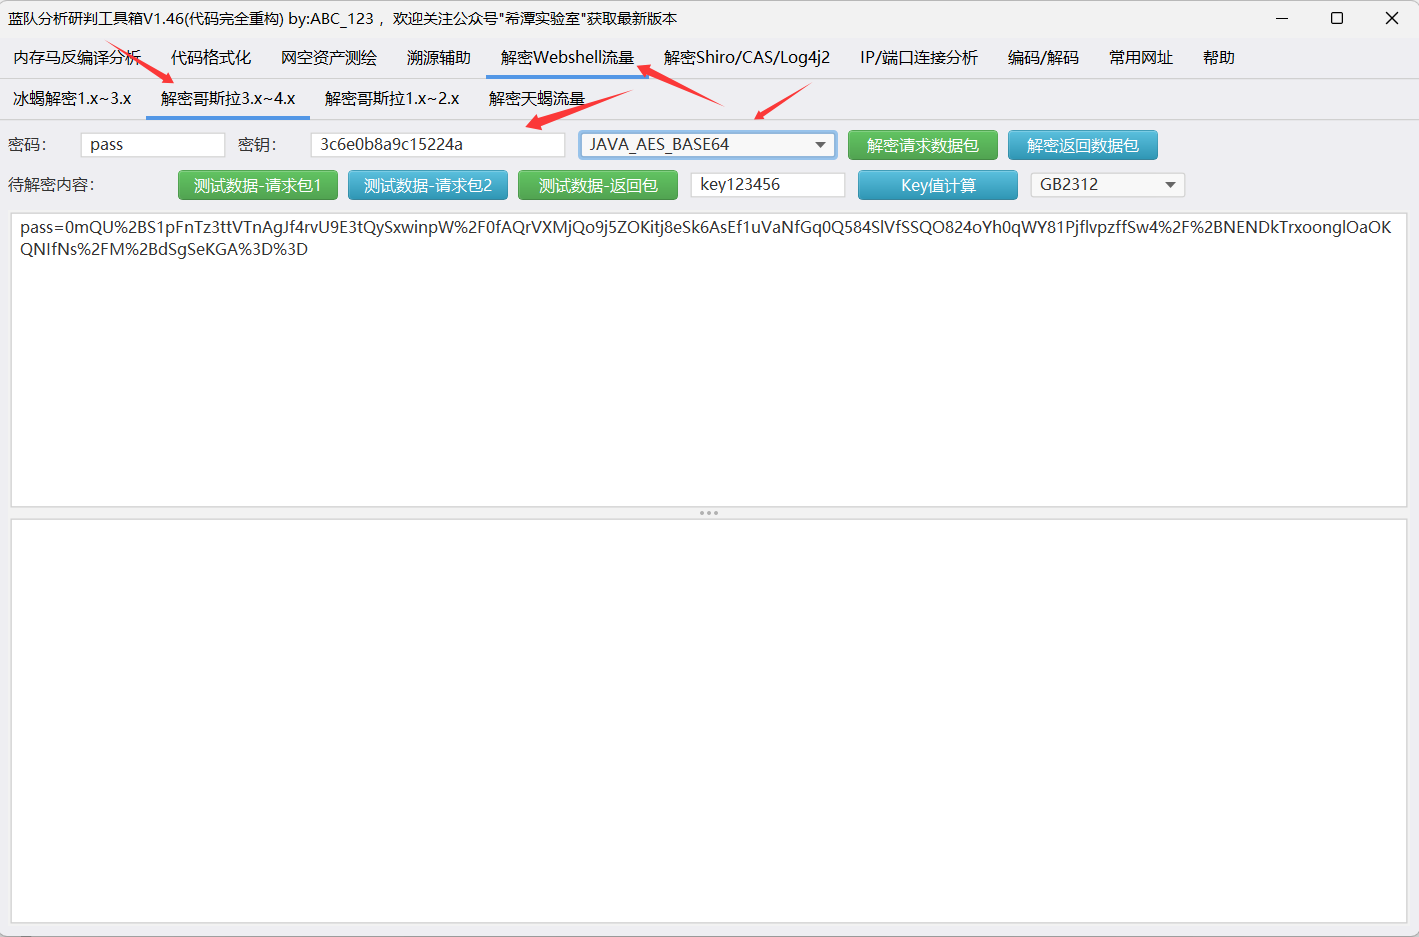 蓝队分析研判工具箱V1.46(代码完全重构) by:ABC_123 ，欢迎关注公众号"希潭实验室"获取最新版本
内存马反编译分析 代码格式化 网空资产测绘 溯源辅助 解密Webshell流量 解密Shiro/CAS/Log4j2 IP/端口连接分析 编码/解码 常用网址 帮助
冰蝎解密1.x~3.x 解密哥斯拉3.x~4.x 解密哥斯拉1.x~2.x 解密天蝎流量
密码： pass 密钥： 3c6e0b8a9c15224a JAVA_AES_BASE64 解密请求数据包 解密返回数据包
待解密内容： 测试数据-请求包1 测试数据-请求包2 测试数据-返回包 key123456 Key值计算 GB2312
pass=0mQU%2BS1pFnTz3ttVTnAgJf4rvU9E3tQySxwinpW%2F0fAQrVXMjQo9j5ZOKitj8eSk6AsEf1uVaNfGq0Q584SlVfSSQO824oYh0qWY81PjflvpzffSw4%2F%2BNENDkTrxoonglOaOK
QNIfNs%2FM%2BdSgSeKGA%3D%3D